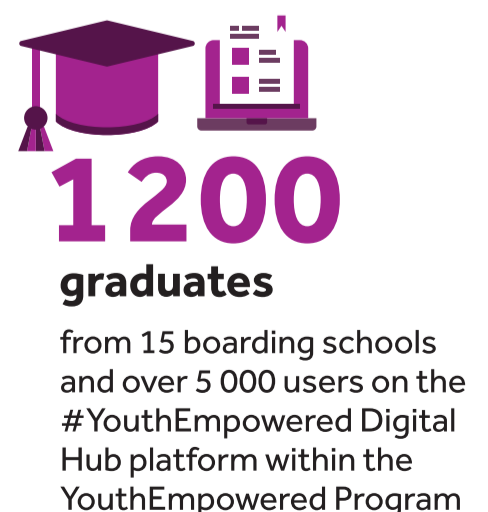 1200
graduates
from 15 boarding schools
and over 5 000 users on the
#YouthEmpowered Digital
Hub platform within the
YouthEmpowered Program